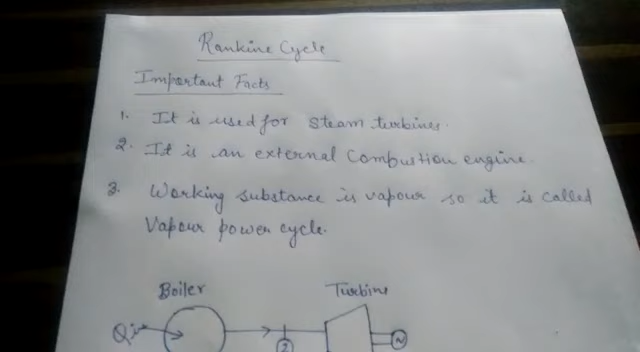 Rankine Cycle
Important Facts
1. It is used for steam turbines.
2. It is an external Combustion engine.
3. Working substance is vapour so it is called
Vapour power cycle.
Boiler Turbine
Qin 2 ~